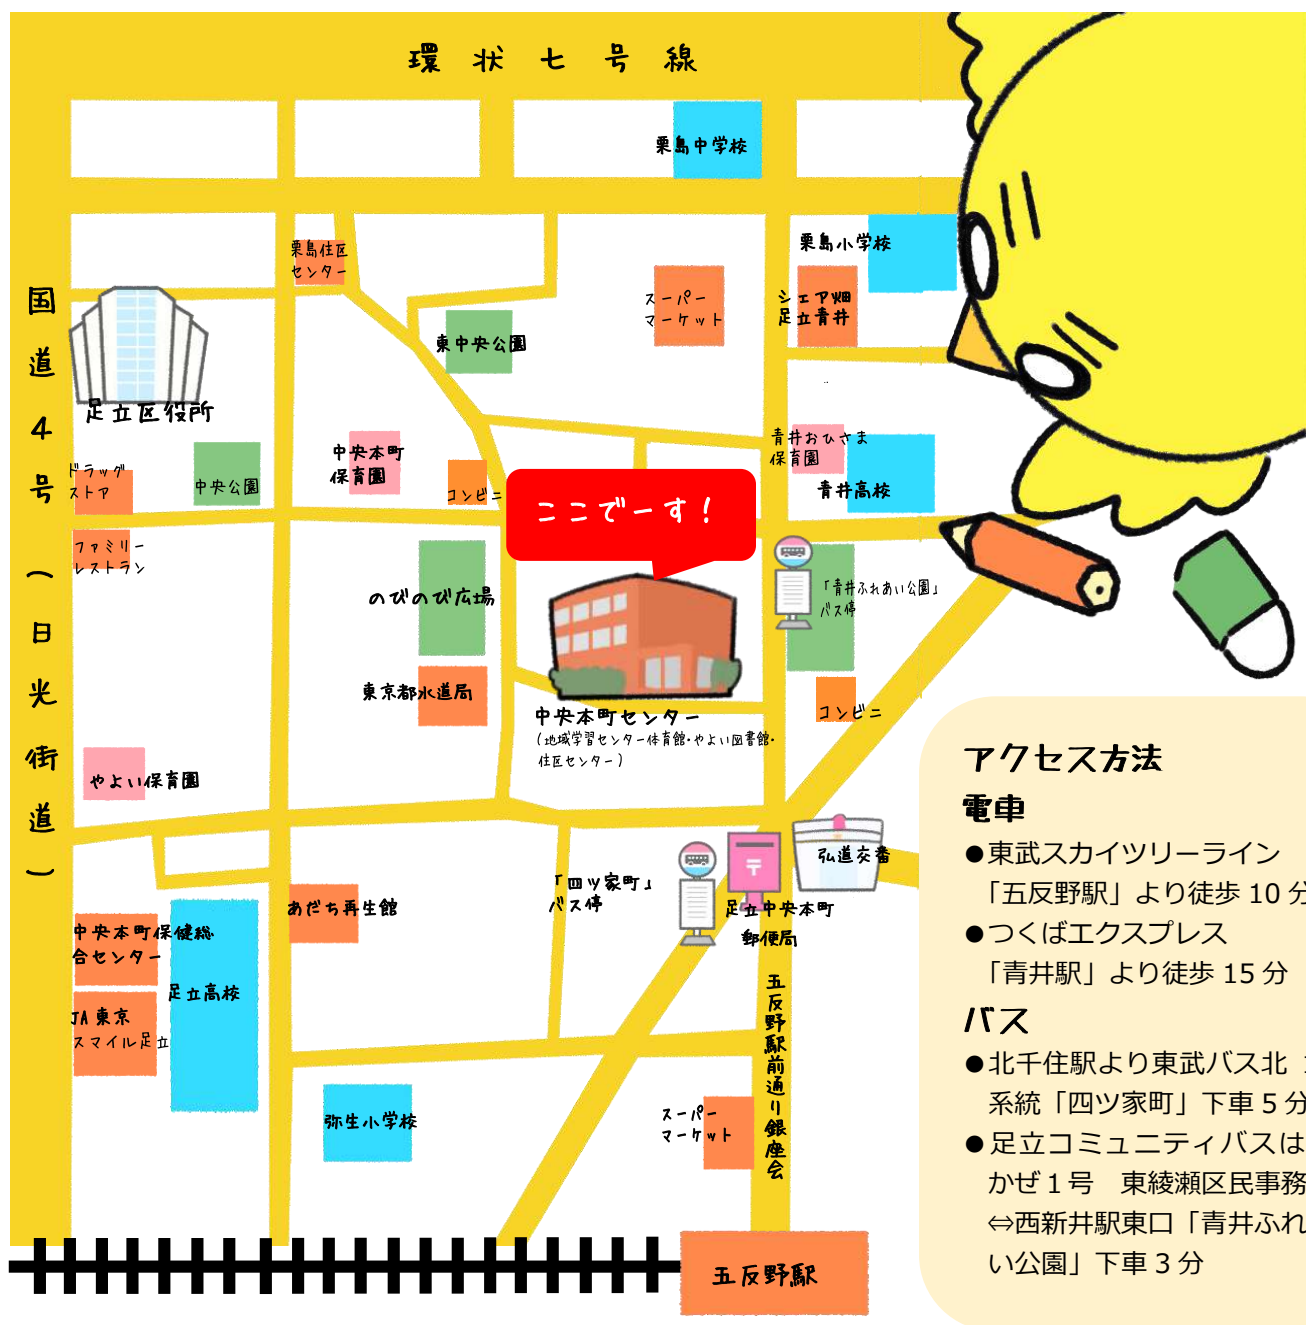 環状七号線
栗島中学校
栗島小学校
栗島住区
センター
スーパー
マーケット
シェア畑
足立青井
国道4号(日光街道)
東中央公園
足立区役所
青井おひさま
保育園
中央本町
保育園
ドラッグ
ストア
中央公園
コンビニ
青井高校
ここでーす!
ファミリー
レストラン
のびのび広場
「青井ふれあい公園」
バス停
東京都水道局
コンビニ
中央本町センター
(地域学習センター体育館・やよい図書館・
住区センター)
やよい保育園
弘道交番
「四ツ家町」
バス停
あだち再生館
足立中央本町
郵便局
中央本町保健総
合センター
足立高校
JA東京
スマイル足立
五反野駅前通り銀座会
弥生小学校
スーパー
マーケット
五反野駅
アクセス方法
電車
●東武スカイツリーライン
「五反野駅」より徒歩 10 分
●つくばエクスプレス
「青井駅」より徒歩 15 分
バス
●北千住駅より東武バス北
系統「四ツ家町」下車 5 分
●足立コミュニティバスは
かぜ1号 東綾瀬区民事務
⇔西新井駅東口「青井ふれ
い公園」下車 3 分